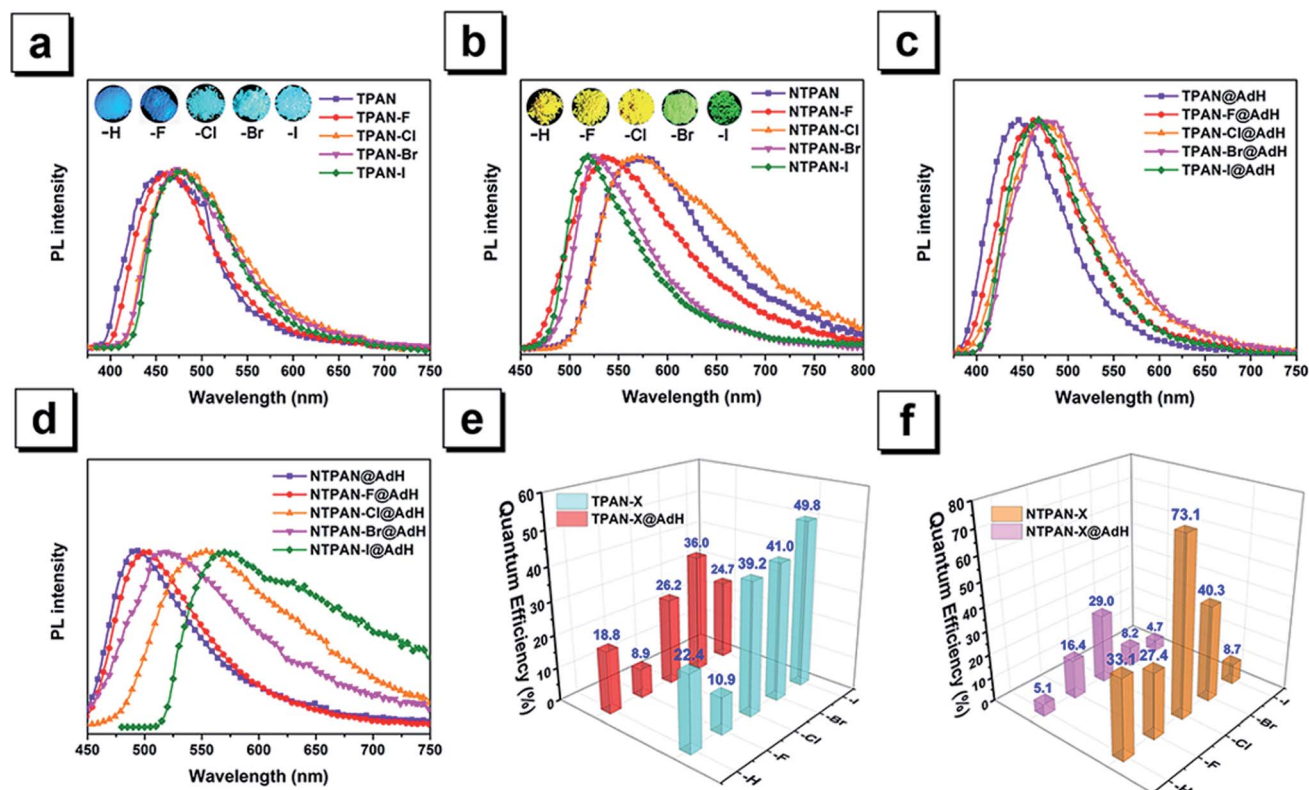 a
-H
-F
-Cl
-Br
-I
TPAN
TPAN-F
TPAN-Cl
TPAN-Br
TPAN-I
PL intensity
400 450 500 550 600 650 700 750
Wavelength (nm)
b
-H
-F
-Cl
-Br
-I
NTPAN
NTPAN-F
NTPAN-Cl
NTPAN-Br
NTPAN-I
PL intensity
450 500 550 600 650 700 750 800
Wavelength (nm)
c
TPAN@AdH
TPAN-F@AdH
TPAN-Cl@AdH
TPAN-Br@AdH
TPAN-I@AdH
PL intensity
400 450 500 550 600 650 700 750
Wavelength (nm)
d
NTPAN@AdH
NTPAN-F@AdH
NTPAN-Cl@AdH
NTPAN-Br@AdH
NTPAN-I@AdH
PL intensity
450 500 550 600 650 700 750
Wavelength (nm)
e
TPAN-X
TPAN-X@AdH
Quantum Efficiency (%)
60
50
40
30
20
10
0
18.8
8.9
26.2
36.0
24.7
22.4
10.9
39.2
41.0
49.8
-H
-F
-Cl
-Br
-I
f
NTPAN-X
NTPAN-X@AdH
Quantum Efficiency (%)
80
70
60
50
40
30
20
10
0
5.1
16.4
29.0
8.2
4.7
33.1
27.4
73.1
40.3
8.7
-H
-F
-Cl
-Br
-I